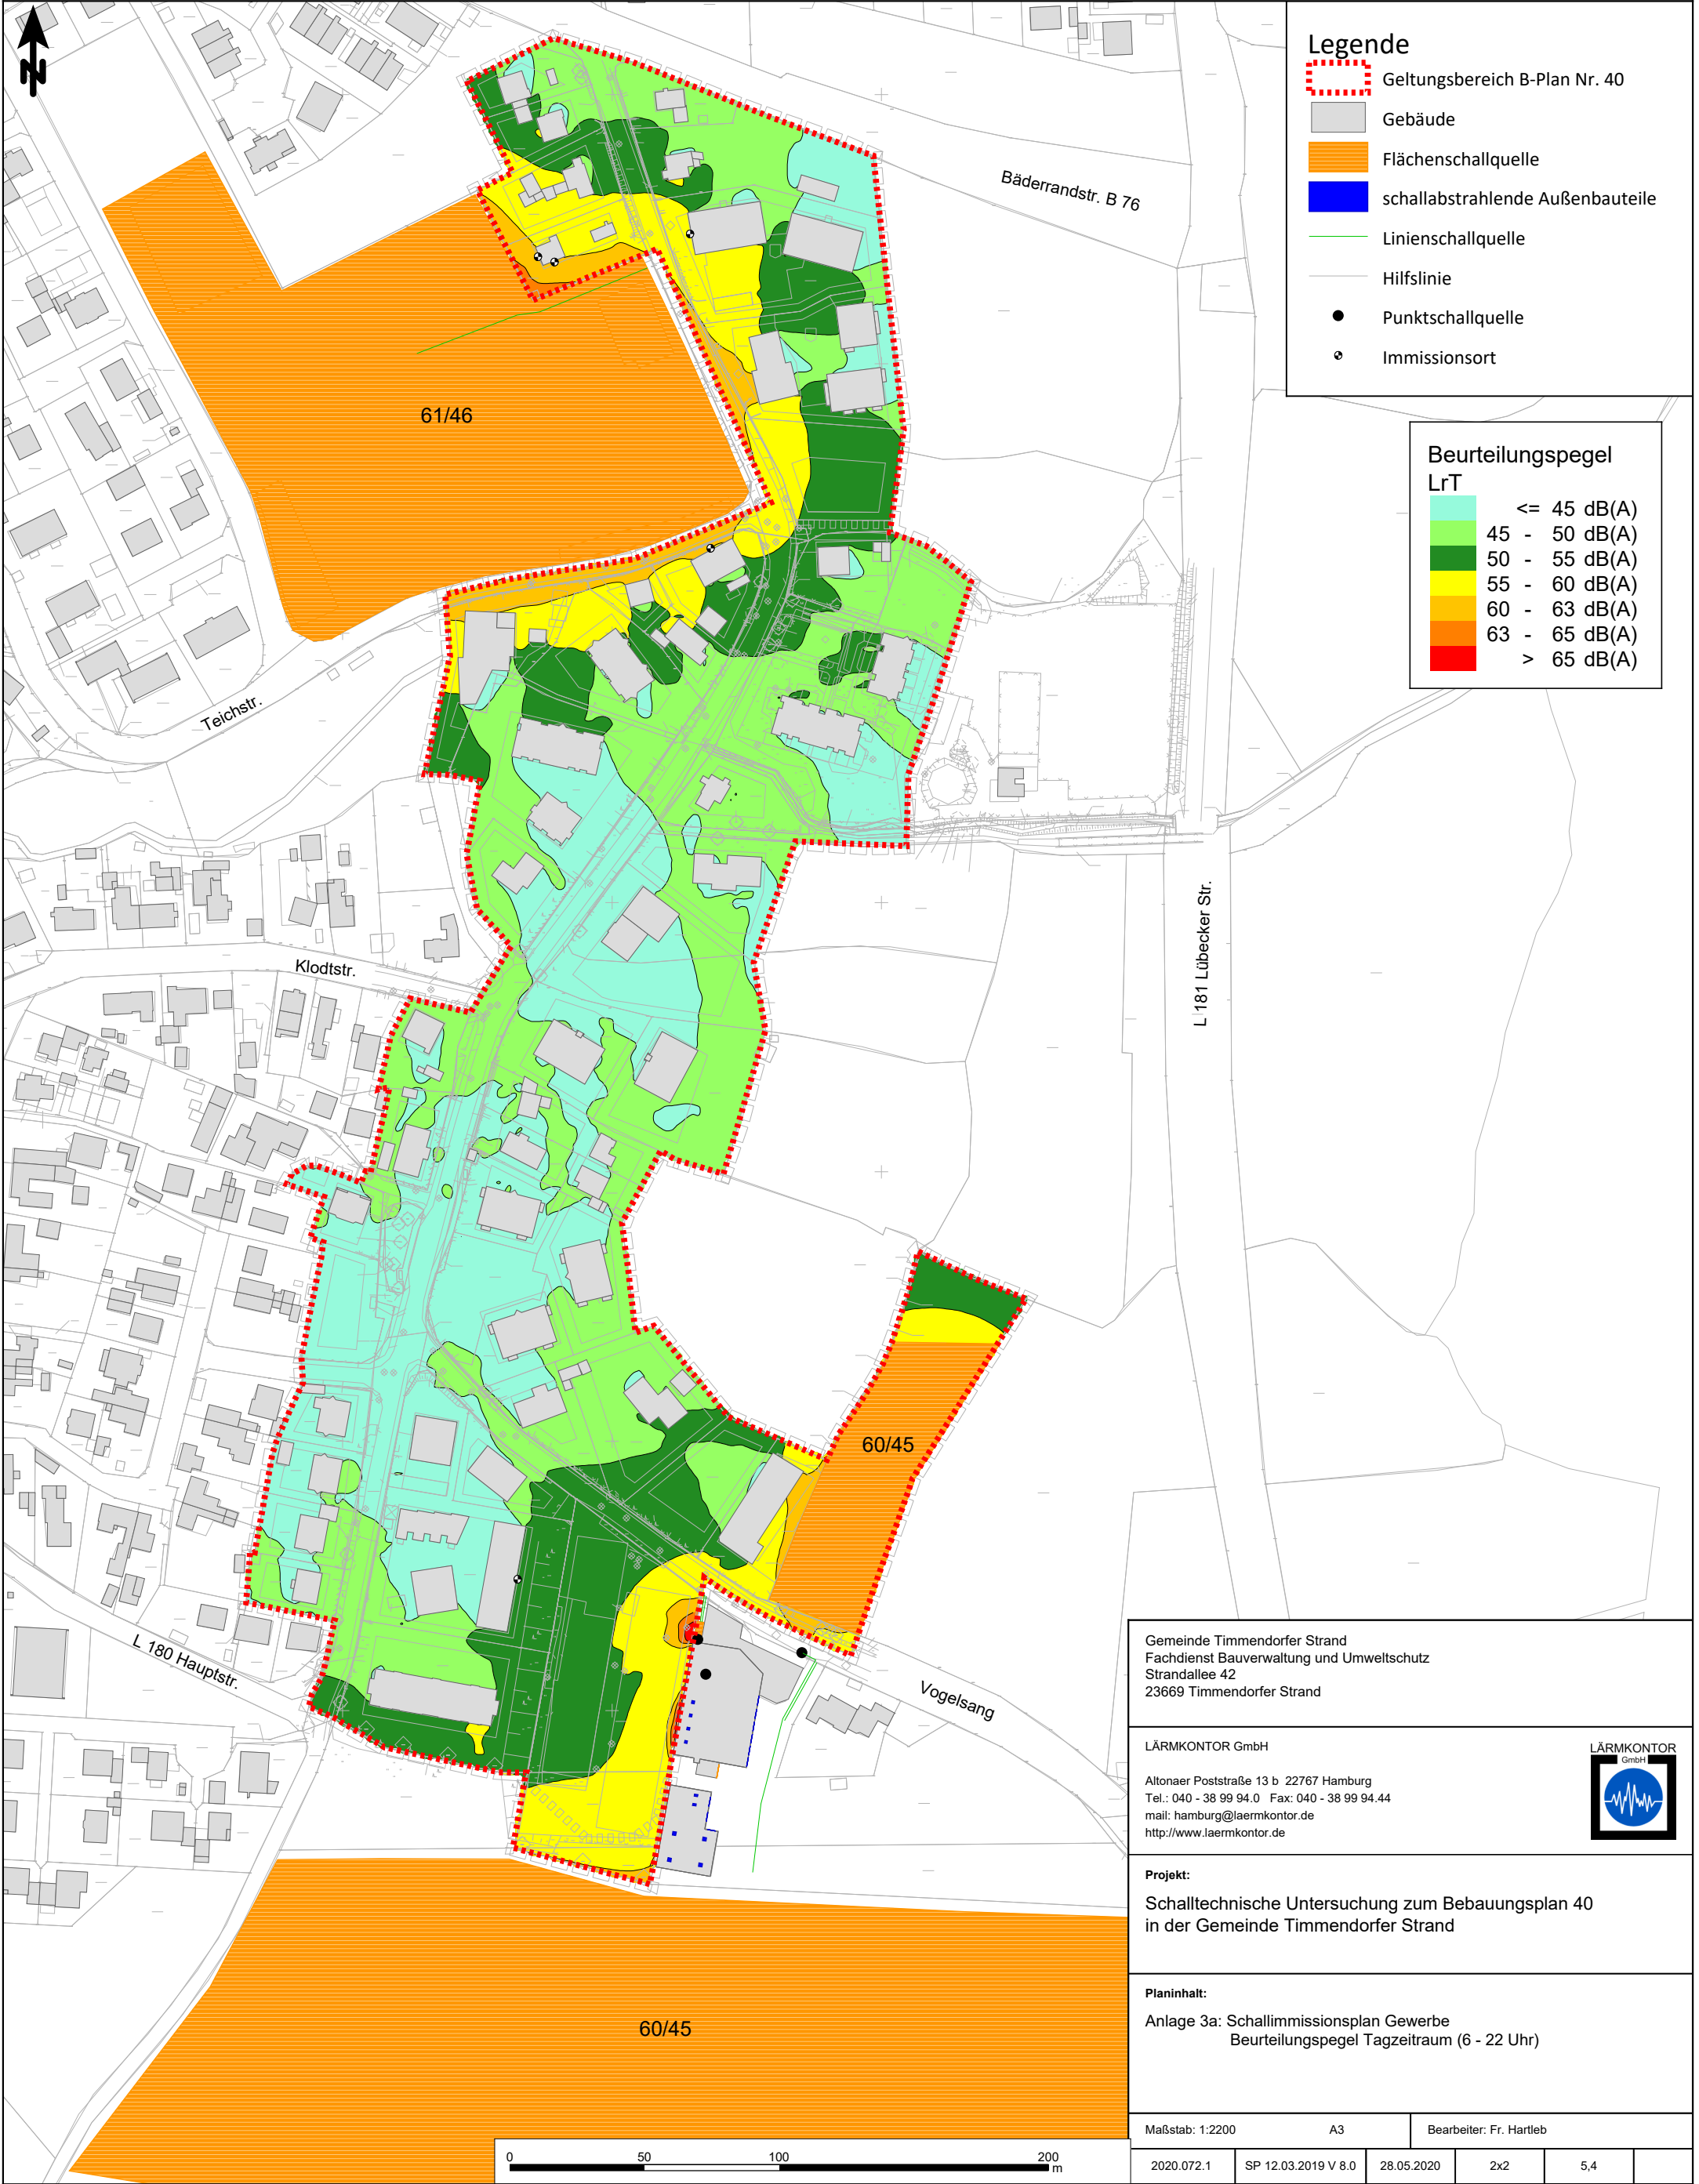 N
Legende
Geltungsbereich B-Plan Nr. 40
Gebäude
Flächenschallquelle
schallabstrahlende Außenbauteile
Linienschallquelle
Hilfslinie
Punktschallquelle
Immissionsort
Bäderrandstr. B 76
61/46
Beurteilungspegel
LrT
<= 45 dB(A)
45 - 50 dB(A)
50 - 55 dB(A)
55 - 60 dB(A)
60 - 63 dB(A)
63 - 65 dB(A)
> 65 dB(A)
Teichstr.
L 181 Lübecker Str.
Klodtstr.
60/45
L 180 Hauptstr.
Vogelsang
60/45
0 50 100 200
m
Gemeinde Timmendorfer Strand
Fachdienst Bauverwaltung und Umweltschutz
Strandallee 42
23669 Timmendorfer Strand
LÄRMKONTOR GmbH
Altonaer Poststraße 13 b 22767 Hamburg
Tel.: 040 - 38 99 94.0 Fax: 040 - 38 99 94.44
mail: hamburg@laermkontor.de
http://www.laermkontor.de
LÄRMKONTOR
GmbH
Projekt:
Schalltechnische Untersuchung zum Bebauungsplan 40
in der Gemeinde Timmendorfer Strand
Planinhalt:
Anlage 3a: Schallimmissionsplan Gewerbe
Beurteilungspegel Tagzeitraum (6 - 22 Uhr)
Maßstab: 1:2200 A3 Bearbeiter: Fr. Hartleb
2020.072.1 SP 12.03.2019 V 8.0 28.05.2020 2x2 5,4